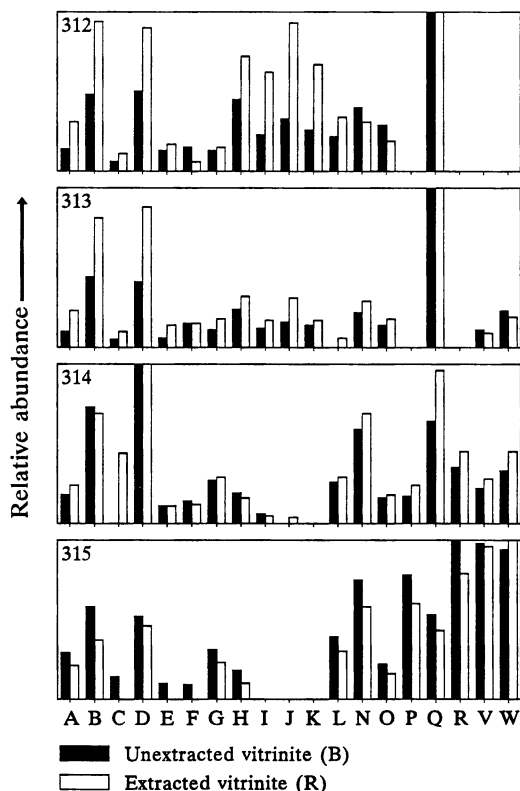 312
313
314
315
Relative abundance
A B C D E F G H I J K L N O P Q R V W
Unextracted vitrinite (B)
Extracted vitrinite (R)